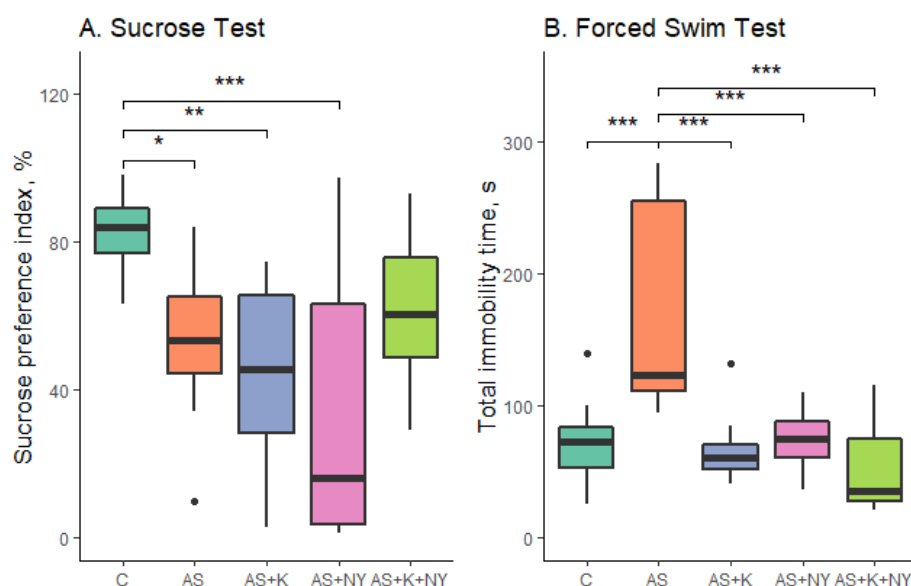 A. Sucrose Test
Sucrose preference index, %
120
80
40
0
***
**
*
C AS AS+K AS+NY AS+K+NY
B. Forced Swim Test
Total immobility time, s
300
200
100
0
***
***
*** ***
C AS AS+K AS+NY AS+K+NY